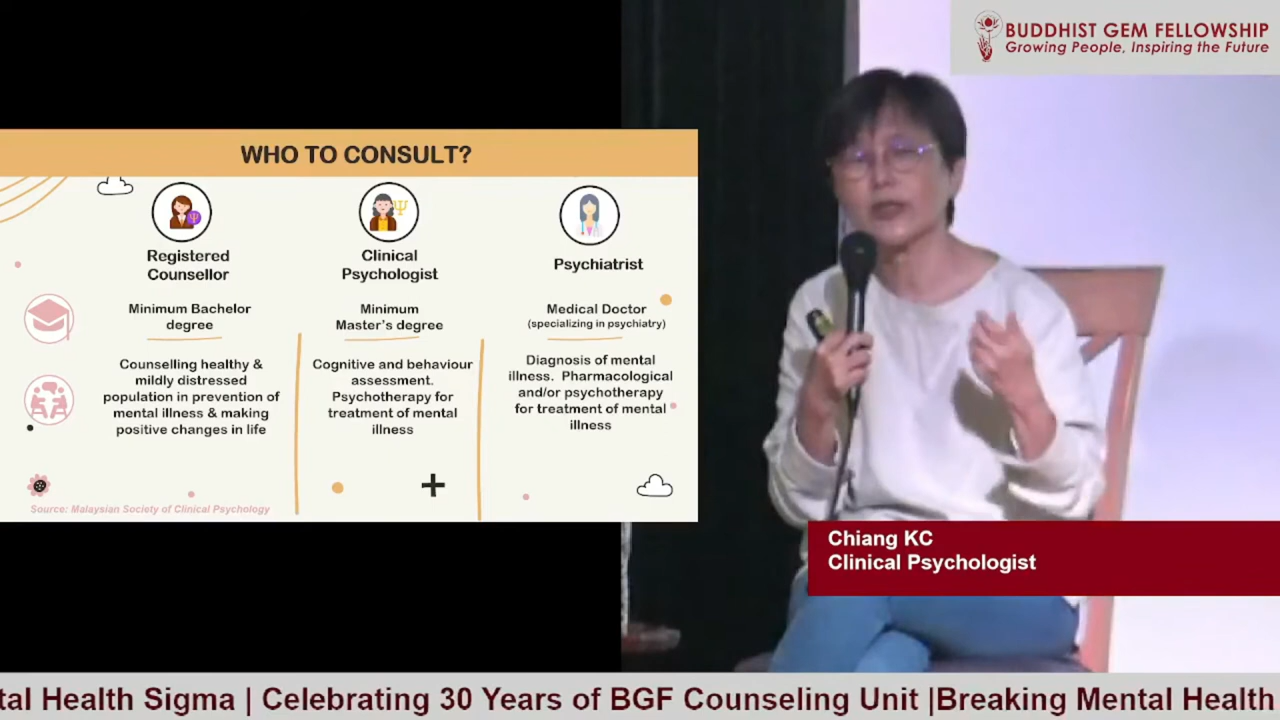 BUDDHIST GEM FELLOWSHIP
Growing People, Inspiring the Future
WHO TO CONSULT?
Registered
Counsellor
Minimum Bachelor
degree
Counselling healthy &
mildly distressed
population in prevention of
mental illness & making
positive changes in life
Clinical
Psychologist
Minimum
Master's degree
Cognitive and behaviour
assessment.
Psychotherapy for
treatment of mental
illness
Psychiatrist
Medical Doctor
(specializing in psychiatry)
Diagnosis of mental
illness. Pharmacological
and/or psychotherapy
for treatment of mental
illness
Source: Malaysian Society of Clinical Psychology
Chiang KC
Clinical Psychologist
tal Health Sigma | Celebrating 30 Years of BGF Counseling Unit |Breaking Mental Health